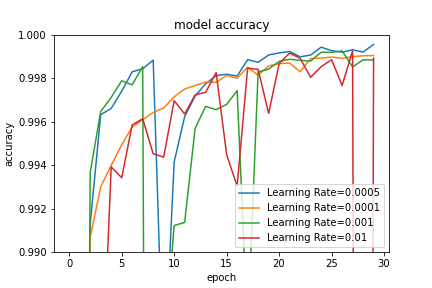 model accuracy
1.000
0.998
0.996
0.994
0.992
0.990
accuracy
Learning Rate=0.0005
Learning Rate=0.0001
Learning Rate=0.001
Learning Rate=0.01
0 5 10 15 20 25 30
epoch